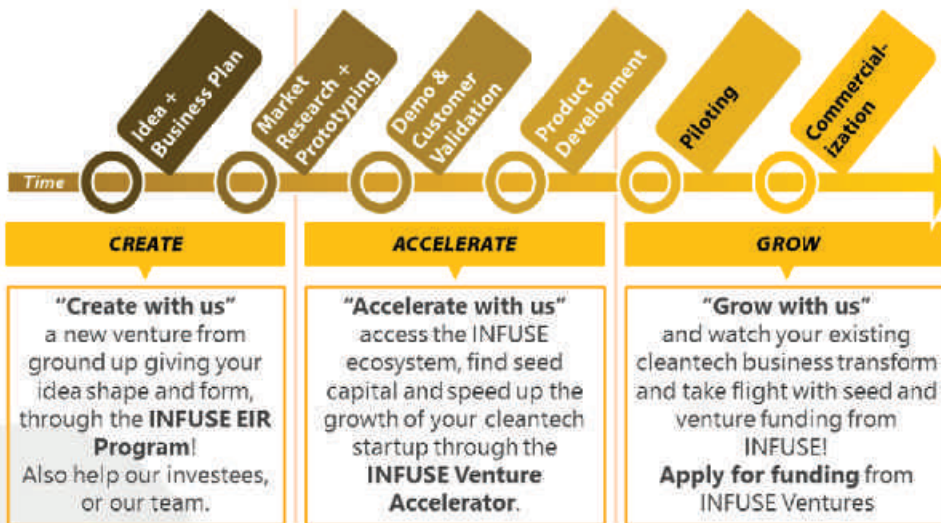 Idea +
Business Plan
Market
Research +
Prototyping
Demo &
Customer
Validation
Product
Development
Piloting
Commercial-
ization
Time
CREATE
ACCELERATE
GROW
"Create with us"
a new venture from
ground up giving your
idea shape and form,
through the INFUSE EIR
Program!
Also help our investees,
or our team.
"Accelerate with us"
access the INFUSE
ecosystem, find seed
capital and speed up the
growth of your cleantech
startup through the
INFUSE Venture
Accelerator.
"Grow with us"
and watch your existing
cleantech business transform
and take flight with seed and
venture funding from
INFUSE!
Apply for funding from
INFUSE Ventures